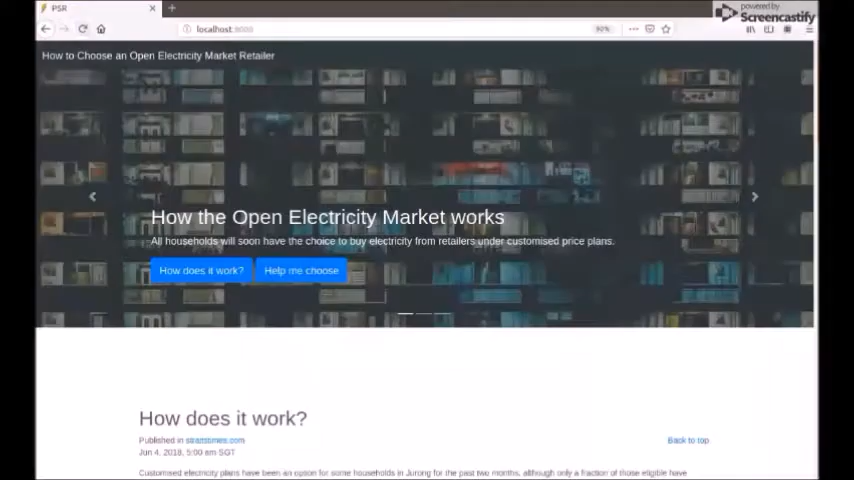 PSR
powered by
Screencastify
localhost:8000
90%
How to Choose an Open Electricity Market Retailer
How the Open Electricity Market works
All households will soon have the choice to buy electricity from retailers under customised price plans.
How does it work?
Help me choose
How does it work?
Published in straitstimes.com
Back to top
Jun 4, 2018, 5:00 am SGT
Customised electricity plans have been an option for some households in Jurong for the past two months, although only a fraction of those eligible have